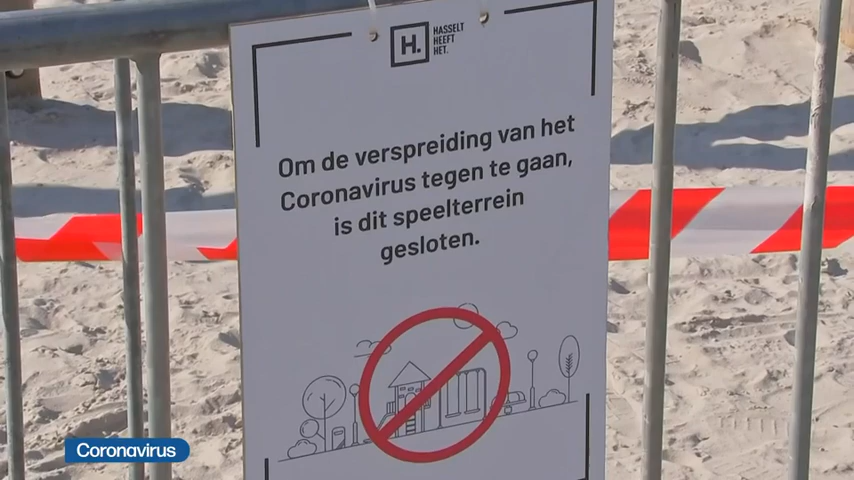 H.
HASSELT
HEEFT
HET.
Om de verspreiding van het
Coronavirus tegen te gaan,
is dit speelterrein
gesloten.
Coronavirus